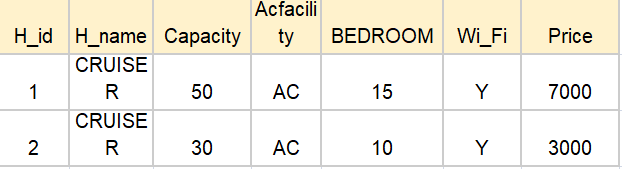 H_id H_name Capacity Acfacili
ty BEDROOM Wi_Fi Price
1 CRUISE
R 50 AC 15 Y 7000
2 CRUISE
R 30 AC 10 Y 3000